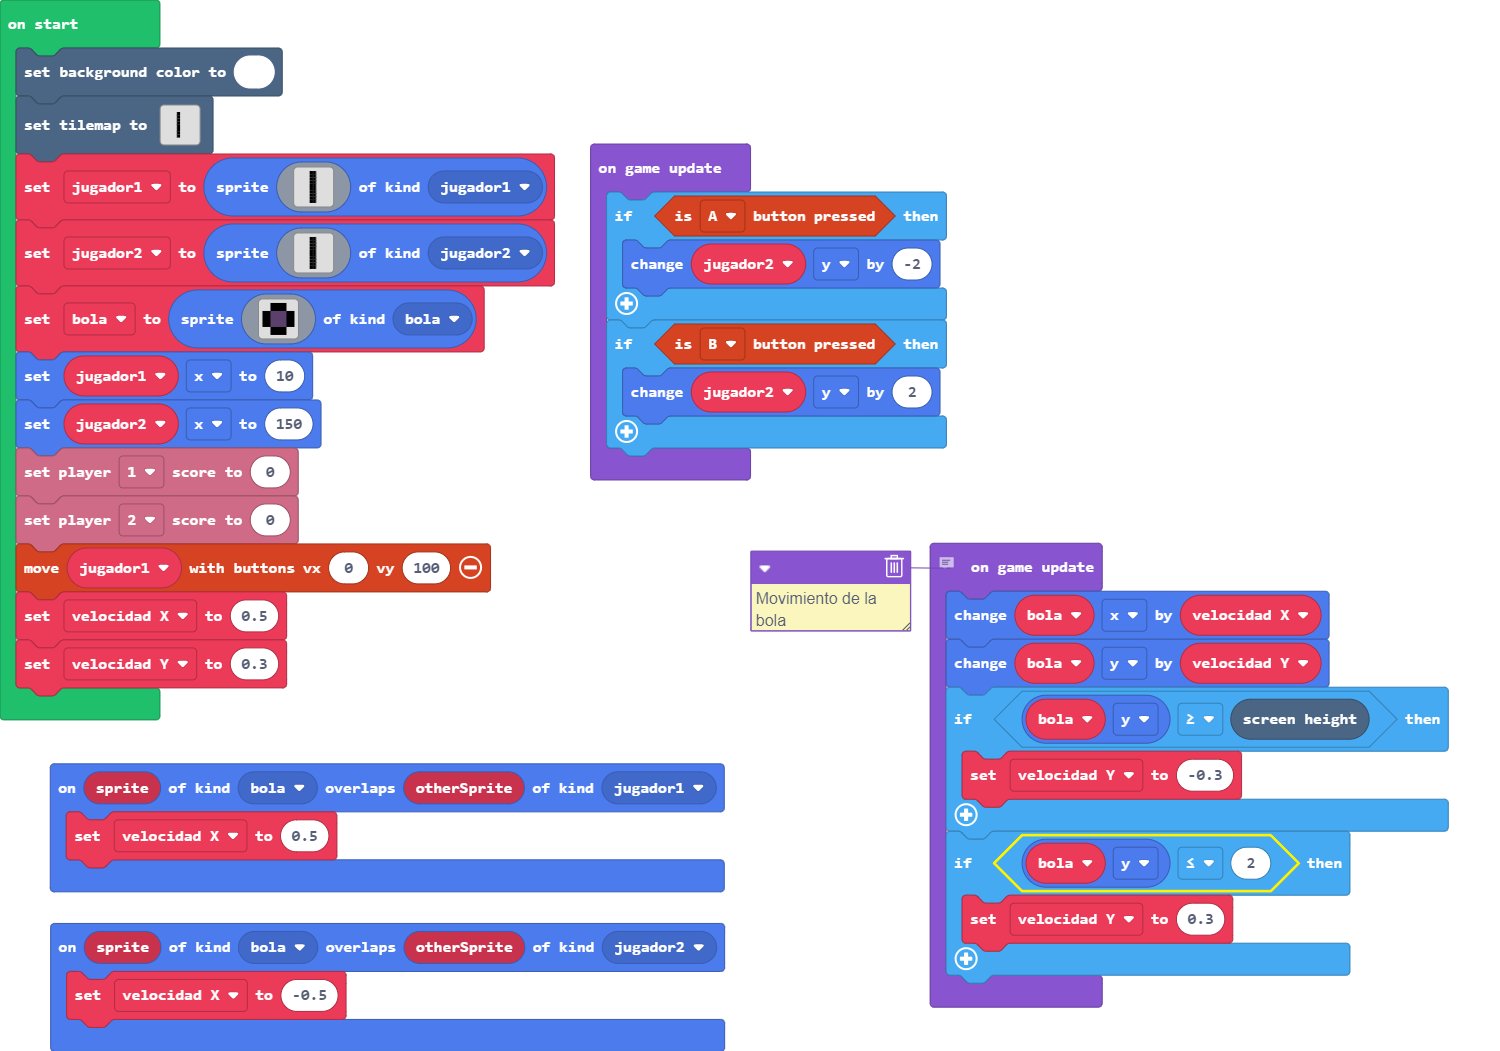 on start
set background color to
set tilemap to
set jugador1 to sprite of kind jugador1
set jugador2 to sprite of kind jugador2
set bola to sprite of kind bola
set jugador1 x to 10
set jugador2 x to 150
set player 1 score to 0
set player 2 score to 0
move jugador1 with buttons vx 0 vy 100
set velocidad X to 0.5
set velocidad Y to 0.3
on game update
if is A button pressed then
change jugador2 y by -2
if is B button pressed then
change jugador2 y by 2
Movimiento de la
bola
on game update
change bola x by velocidad X
change bola y by velocidad Y
if bola y ≥ screen height then
set velocidad Y to -0.3
if bola y ≤ 2 then
set velocidad Y to 0.3
on sprite of kind bola overlaps otherSprite of kind jugador1
set velocidad X to 0.5
on sprite of kind bola overlaps otherSprite of kind jugador2
set velocidad X to -0.5